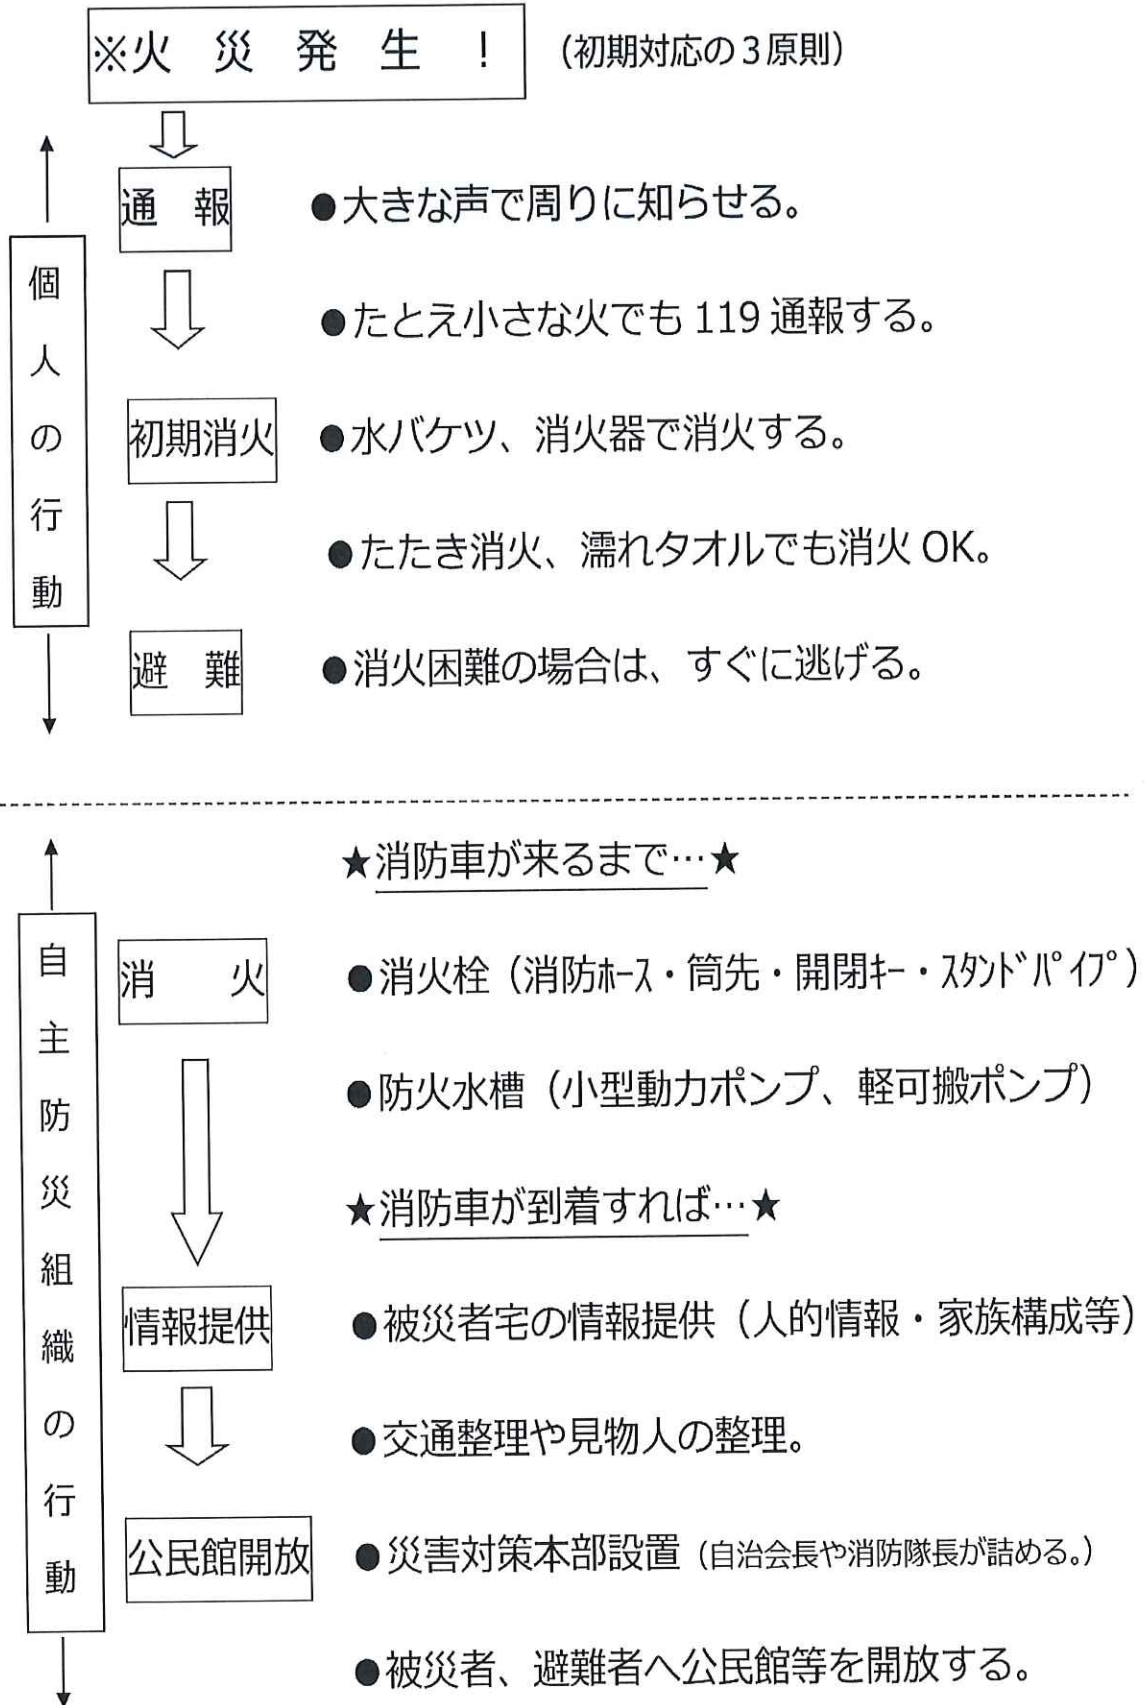 ※火　災　発　生　！　(初期対応の３原則)
通　報　●大きな声で周りに知らせる。
●たとえ小さな火でも 119 通報する。
個人の行動
初期消火　●水バケツ、消火器で消火する。
●たたき消火、濡れタオルでも消火 OK。
避　難　●消火困難の場合は、すぐに逃げる。
★消防車が来るまで…★
消　　火　●消火栓（消防ﾎｰｽ・筒先・開閉ｷｰ・ｽﾀﾝﾄﾞﾊﾟｲﾌﾟ）
●防火水槽（小型動力ポンプ、軽可搬ポンプ）
自主防災組織の行動
★消防車が到着すれば…★
情報提供　●被災者宅の情報提供（人的情報・家族構成等）
●交通整理や見物人の整理。
公民館開放　●災害対策本部設置（自治会長や消防隊長が詰める。）
●被災者、避難者へ公民館等を開放する。